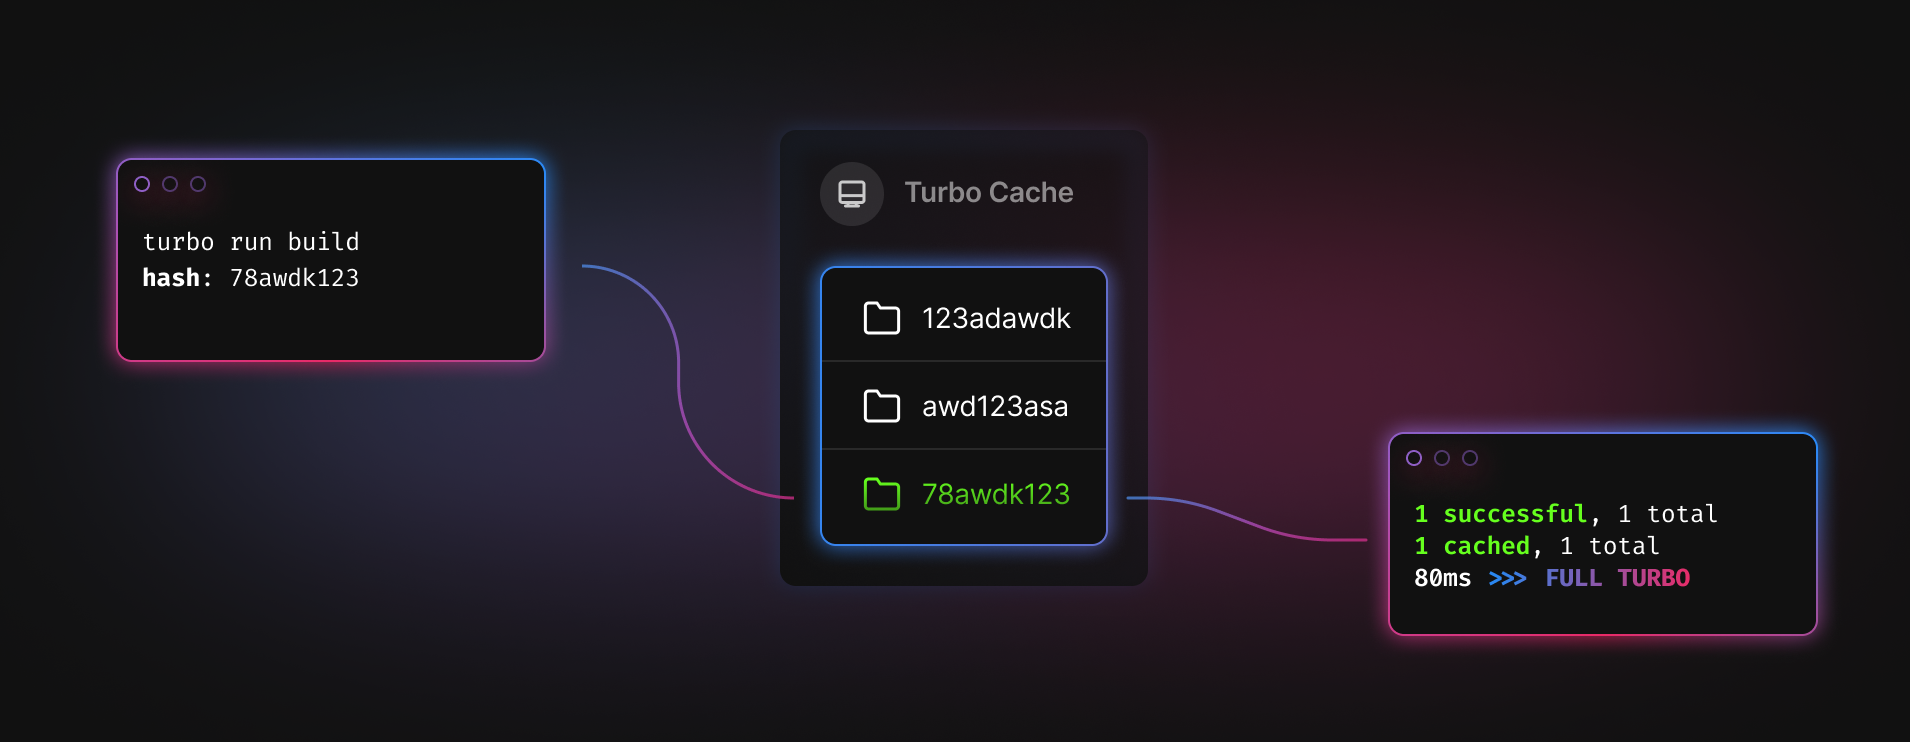 turbo run build
hash: 78awdk123
Turbo Cache
123adawdk
awd123asa
78awdk123
1 successful, 1 total
1 cached, 1 total
80ms >>> FULL TURBO